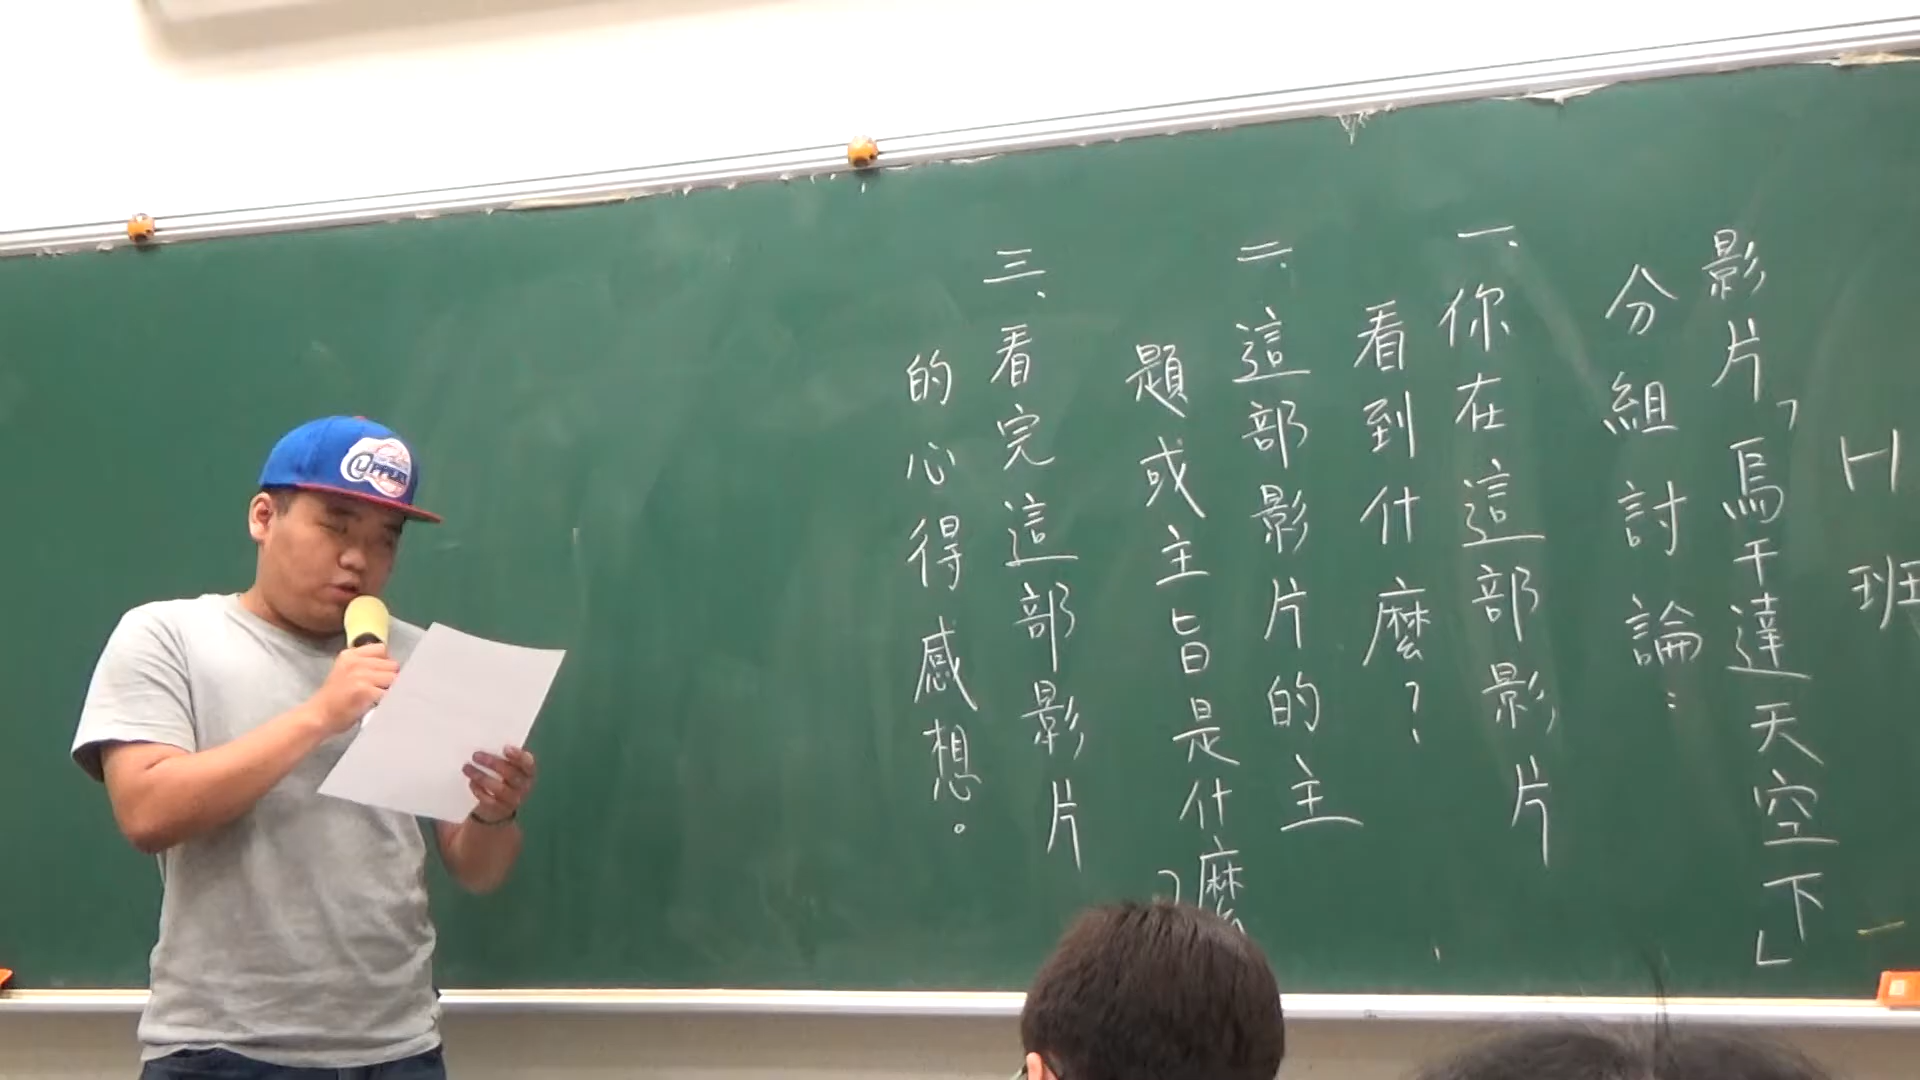 H班
影片「烏干達天空下」
分組討論：
一、你在這部影片
看到什麼？
二、這部影片的主
題或主旨是什麼？
三、看完這部影片
的心得感想。
CLIPPERS